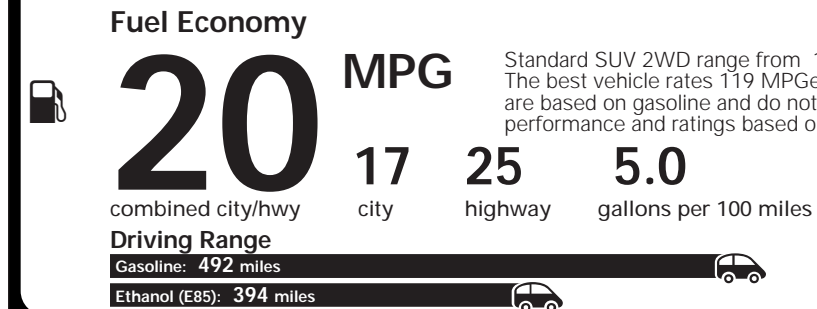 Fuel Economy
20
MPG
Standard SUV 2WD range from
The best vehicle rates 119 MPGe
are based on gasoline and do not
performance and ratings based
17 25 5.0
combined city/hwy city highway gallons per 100 miles
Driving Range
Gasoline: 492 miles
Ethanol (E85): 394 miles